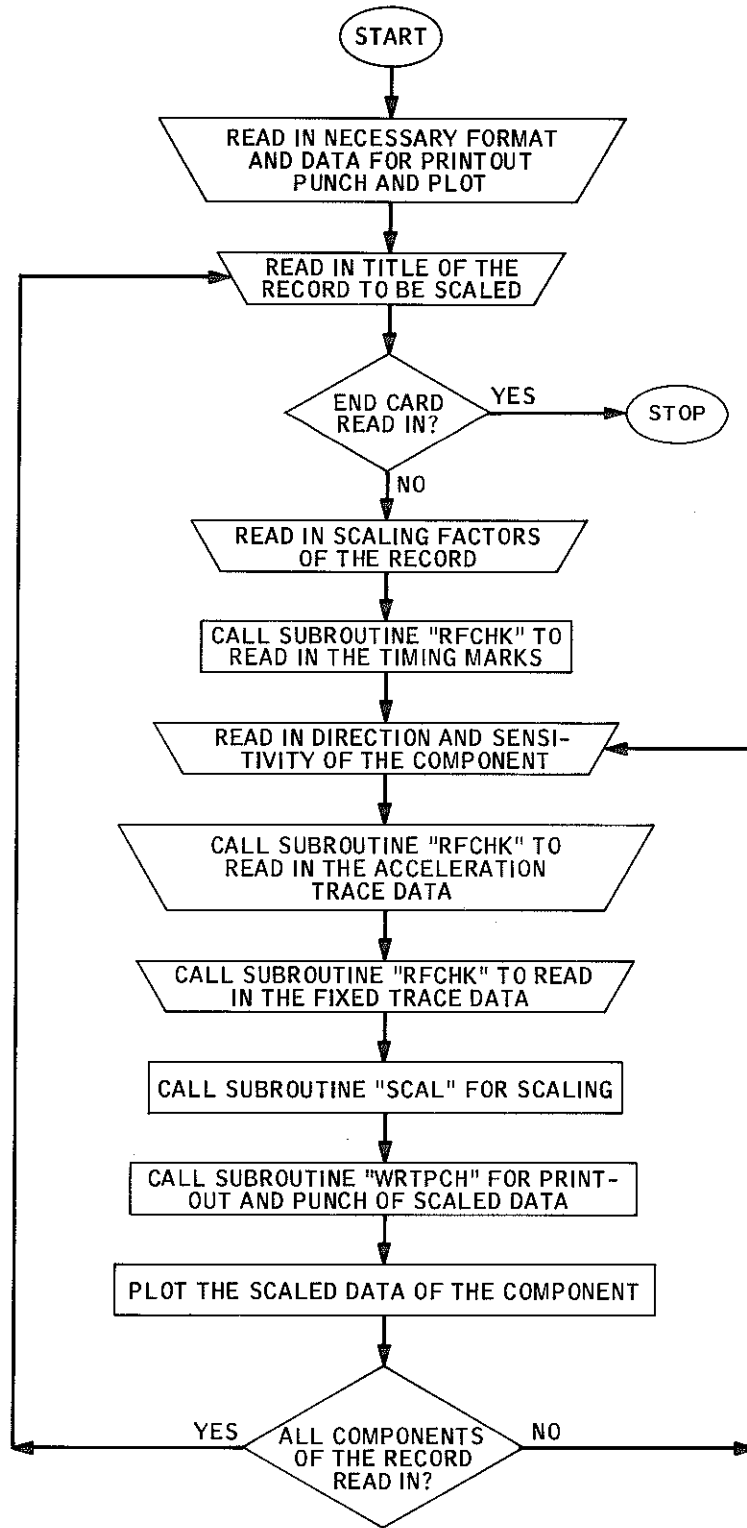 START
READ IN NECESSARY FORMAT
AND DATA FOR PRINTOUT
PUNCH AND PLOT
READ IN TITLE OF THE
RECORD TO BE SCALED
END CARD
READ IN?
YES
STOP
NO
READ IN SCALING FACTORS
OF THE RECORD
CALL SUBROUTINE "RFCHK" TO
READ IN THE TIMING MARKS
READ IN DIRECTION AND SENSI-
TIVITY OF THE COMPONENT
CALL SUBROUTINE "RFCHK" TO
READ IN THE ACCELERATION
TRACE DATA
CALL SUBROUTINE "RFCHK" TO READ
IN THE FIXED TRACE DATA
CALL SUBROUTINE "SCAL" FOR SCALING
CALL SUBROUTINE "WRTPCH" FOR PRINT-
OUT AND PUNCH OF SCALED DATA
PLOT THE SCALED DATA OF THE COMPONENT
YES
ALL COMPONENTS
OF THE RECORD
READ IN?
NO